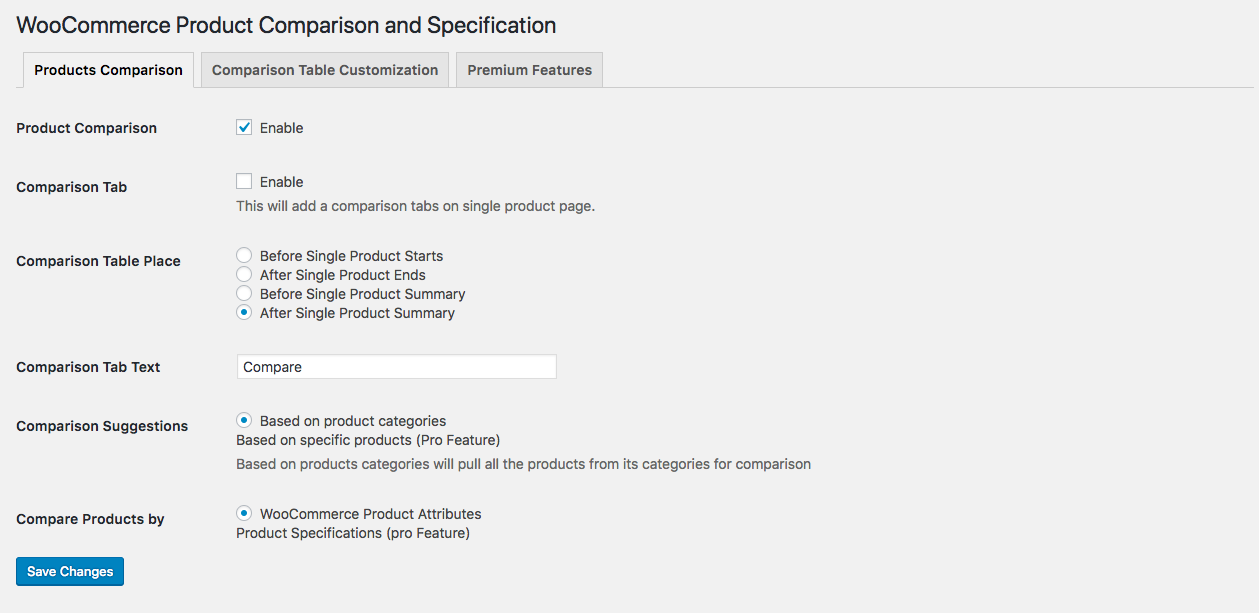 WooCommerce Product Comparison and Specification
Products Comparison Comparison Table Customization Premium Features
Product Comparison Enable
Comparison Tab Enable
This will add a comparison tabs on single product page.
Comparison Table Place Before Single Product Starts
After Single Product Ends
Before Single Product Summary
After Single Product Summary
Comparison Tab Text Compare
Comparison Suggestions Based on product categories
Based on specific products (Pro Feature)
Based on products categories will pull all the products from its categories for comparison
Compare Products by WooCommerce Product Attributes
Product Specifications (pro Feature)
Save Changes